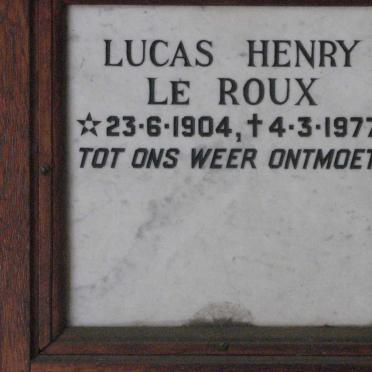 LUCAS HENRY
LE ROUX
☆23·6·1904, ✝4·3·1977
TOT ONS WEER ONTMOET